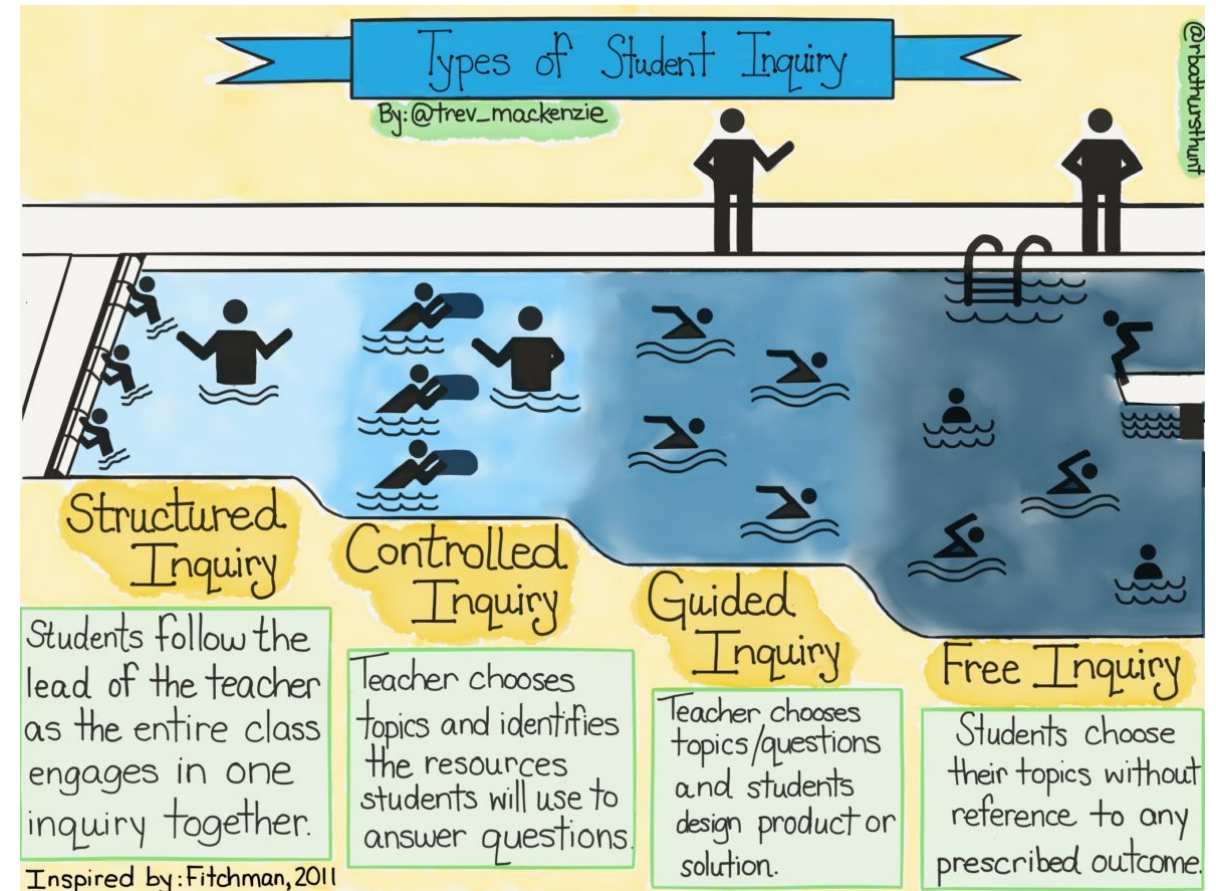 Types of Student Inquiry
By: @trev_mackenzie
@rbathursthunt
Structured
Inquiry
Students follow the
lead of the teacher
as the entire class
engages in one
inquiry together.
Controlled
Inquiry
Teacher chooses
topics and identifies
the resources
students will use to
answer questions.
Guided
Inquiry
Teacher chooses
topics/questions
and students
design product or
solution.
Free Inquiry
Students choose
their topics without
reference to any
prescribed outcome.
Inspired by: Fitchman, 2011